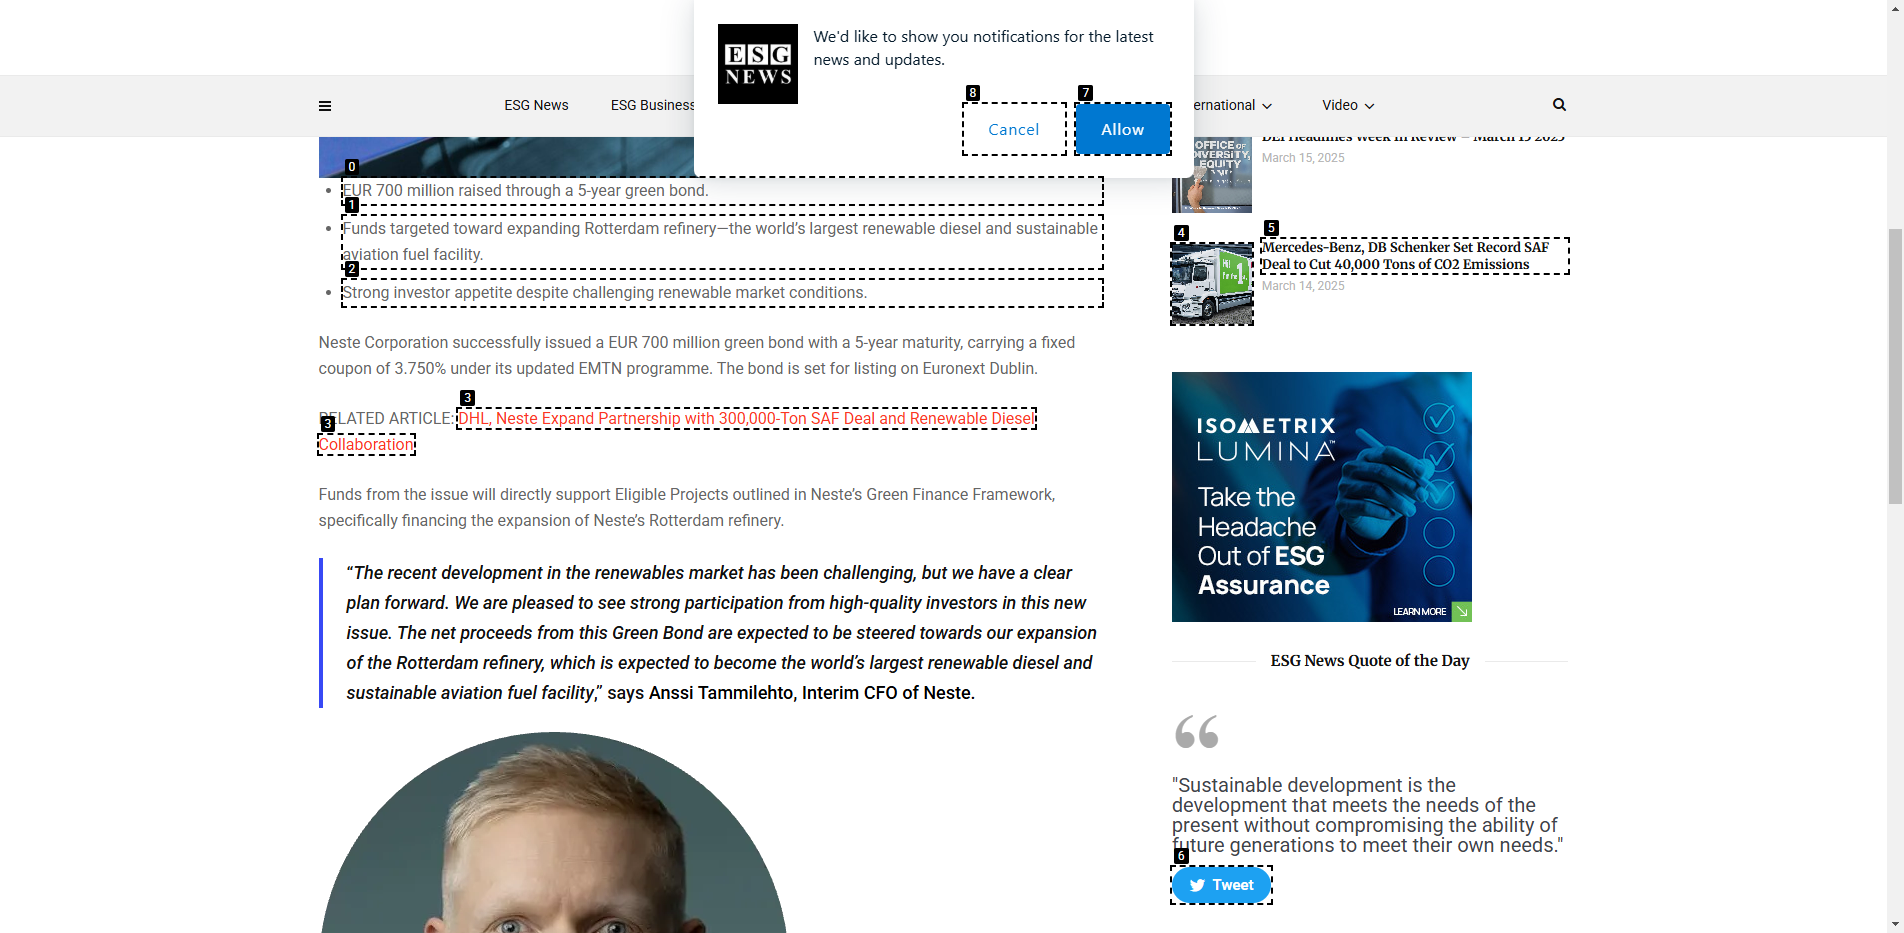 ESG
NEWS
We'd like to show you notifications for the latest
news and updates.
8
Cancel
7
Allow
ESG News
ESG Business
ernational
Video
0
EUR 700 million raised through a 5-year green bond.
1
Funds targeted toward expanding Rotterdam refinery—the world's largest renewable diesel and sustainable
aviation fuel facility.
2
Strong investor appetite despite challenging renewable market conditions.
Neste Corporation successfully issued a EUR 700 million green bond with a 5-year maturity, carrying a fixed
coupon of 3.750% under its updated EMTN programme. The bond is set for listing on Euronext Dublin.
3
RELATED ARTICLE: DHL, Neste Expand Partnership with 300,000-Ton SAF Deal and Renewable Diesel
3
Collaboration
Funds from the issue will directly support Eligible Projects outlined in Neste's Green Finance Framework,
specifically financing the expansion of Neste's Rotterdam refinery.
“The recent development in the renewables market has been challenging, but we have a clear
plan forward. We are pleased to see strong participation from high-quality investors in this new
issue. The net proceeds from this Green Bond are expected to be steered towards our expansion
of the Rotterdam refinery, which is expected to become the world's largest renewable diesel and
sustainable aviation fuel facility,” says Anssi Tammilehto, Interim CFO of Neste.
DEI Headlines Week in Review – March 15 2025
March 15, 2025
OFFICE OF
DIVERSITY,
EQUITY
4
5
Mercedes-Benz, DB Schenker Set Record SAF
Deal to Cut 40,000 Tons of CO2 Emissions
March 14, 2025
ISOMETRIX
LUMINA™
Take the
Headache
Out of ESG
Assurance
LEARN MORE
ESG News Quote of the Day
"Sustainable development is the
development that meets the needs of the
present without compromising the ability of
future generations to meet their own needs."
6
Tweet